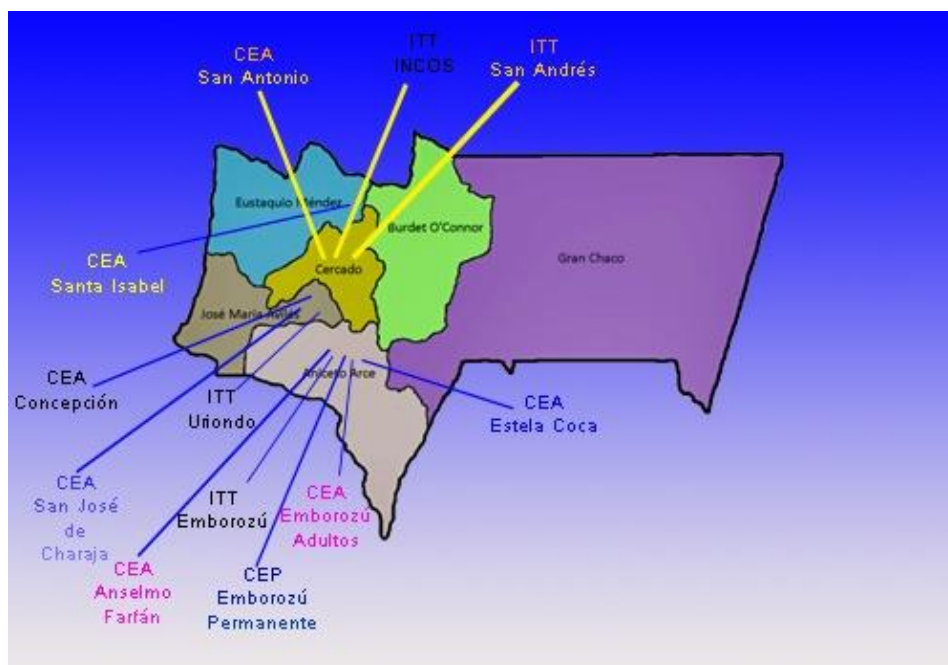 CEA
San Antonio
ITT
INCOS
ITT
San Andrés
Eustaquio Méndez
Burdet O'Connor
Gran Chaco
Cercado
CEA
Santa Isabel
José María Avilés
Aniceto Arce
CEA
Concepción
ITT
Uriondo
CEA
Estela Coca
CEA
San José
de
Charaja
ITT
Emborozú
CEA
Emborozú
Adultos
CEA
Anselmo
Farfán
CEP
Emborozú
Permanente